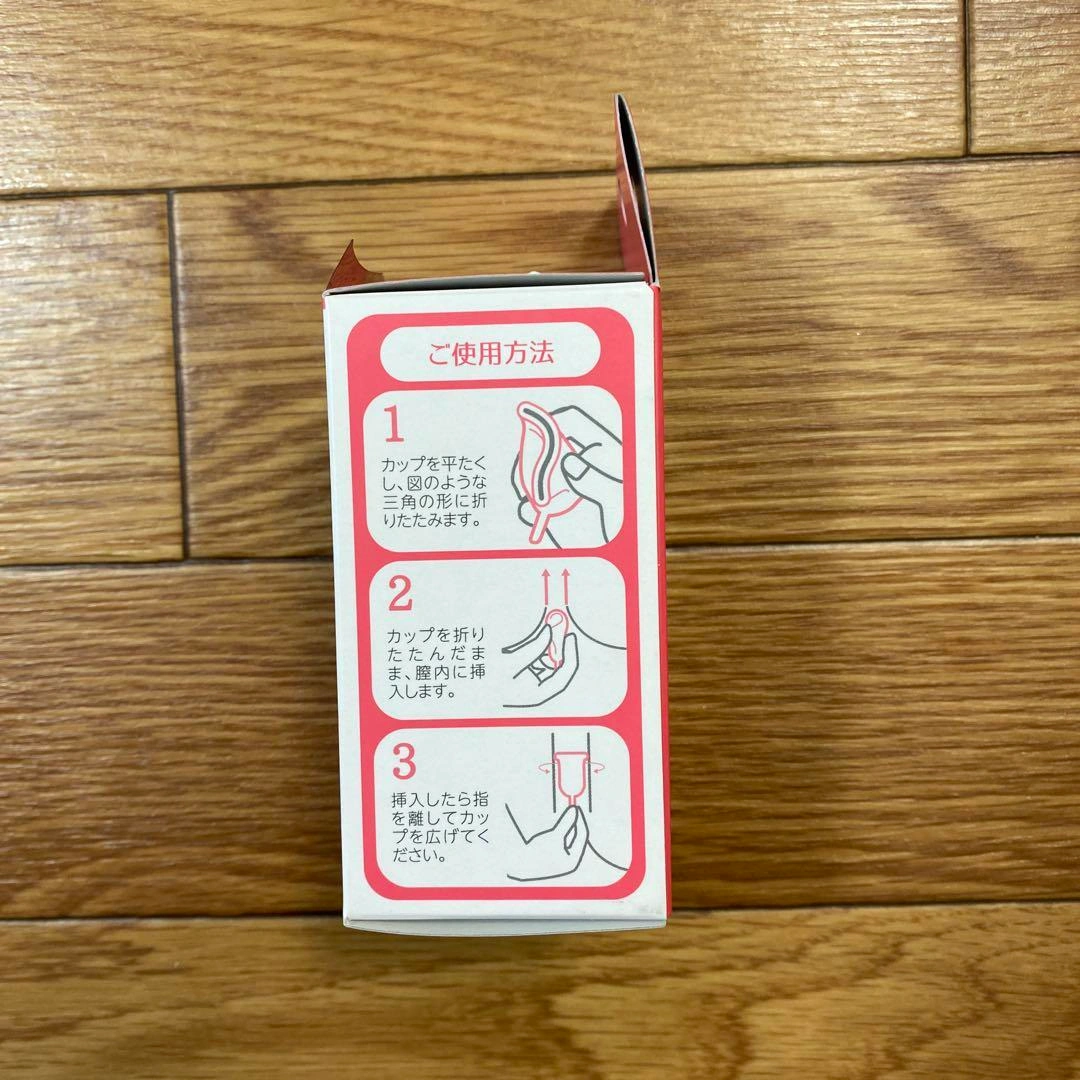 ご使用方法
1
カップを平たく
し、図のような
三角の形に折
りたたみます。
2
カップを折り
たたんだま
ま、膣内に挿
入します。
3
挿入したら指
を離してカッ
プを広げてく
ださい。